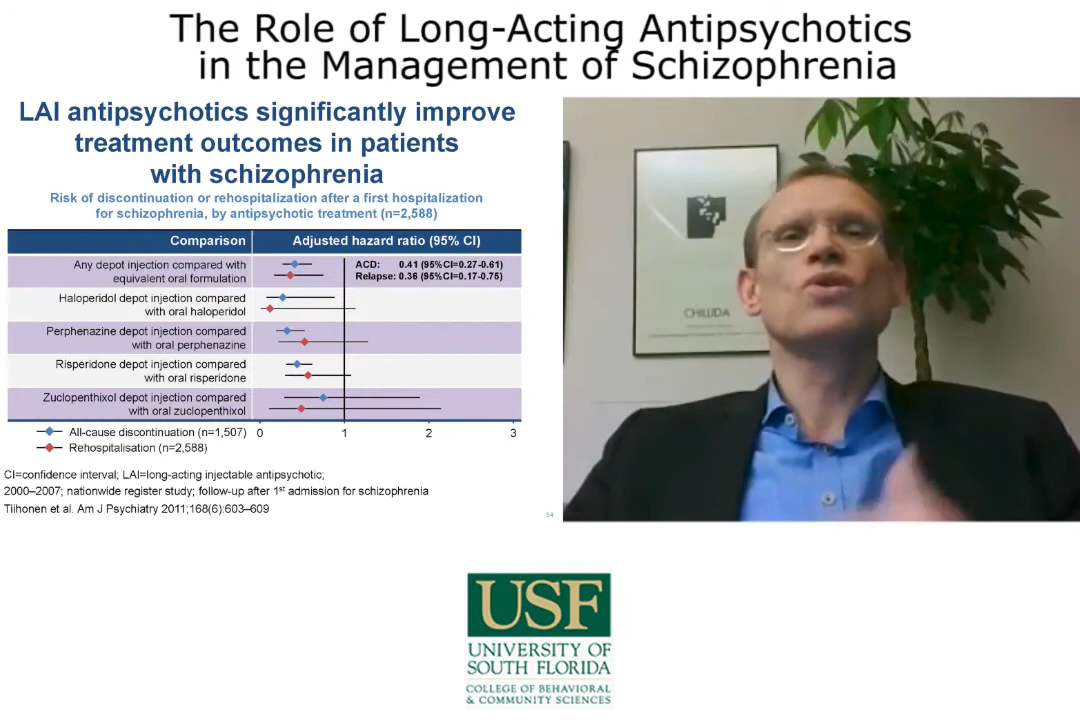 The Role of Long-Acting Antipsychotics
in the Management of Schizophrenia
LAI antipsychotics significantly improve
treatment outcomes in patients
with schizophrenia
Risk of discontinuation or rehospitalization after a first hospitalization
for schizophrenia, by antipsychotic treatment (n=2,588)
Comparison Adjusted hazard ratio (95% CI)
Any depot injection compared with
equivalent oral formulation
ACD: 0.41 (95%CI=0.27-0.61)
Relapse: 0.36 (95%CI=0.17-0.75)
Haloperidol depot injection compared
with oral haloperidol
Perphenazine depot injection compared
with oral perphenazine
Risperidone depot injection compared
with oral risperidone
Zuclopenthixol depot injection compared
with oral zuclopenthixol
All-cause discontinuation (n=1,507)
0 1 2 3
Rehospitalisation (n=2,588)
CI=confidence interval; LAI=long-acting injectable antipsychotic;
2000–2007; nationwide register study; follow-up after 1st admission for schizophrenia
Tiihonen et al. Am J Psychiatry 2011;168(6):603–609
94
CHILLIDA
USF
UNIVERSITY OF
SOUTH FLORIDA
COLLEGE OF BEHAVIORAL
& COMMUNITY SCIENCES